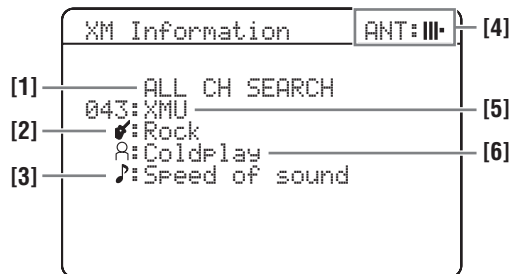 XM Information ANT: [4]
[1] ALL CH SEARCH
043:XMU [5]
[2] :Rock
:Coldplay [6]
[3] :Speed of sound